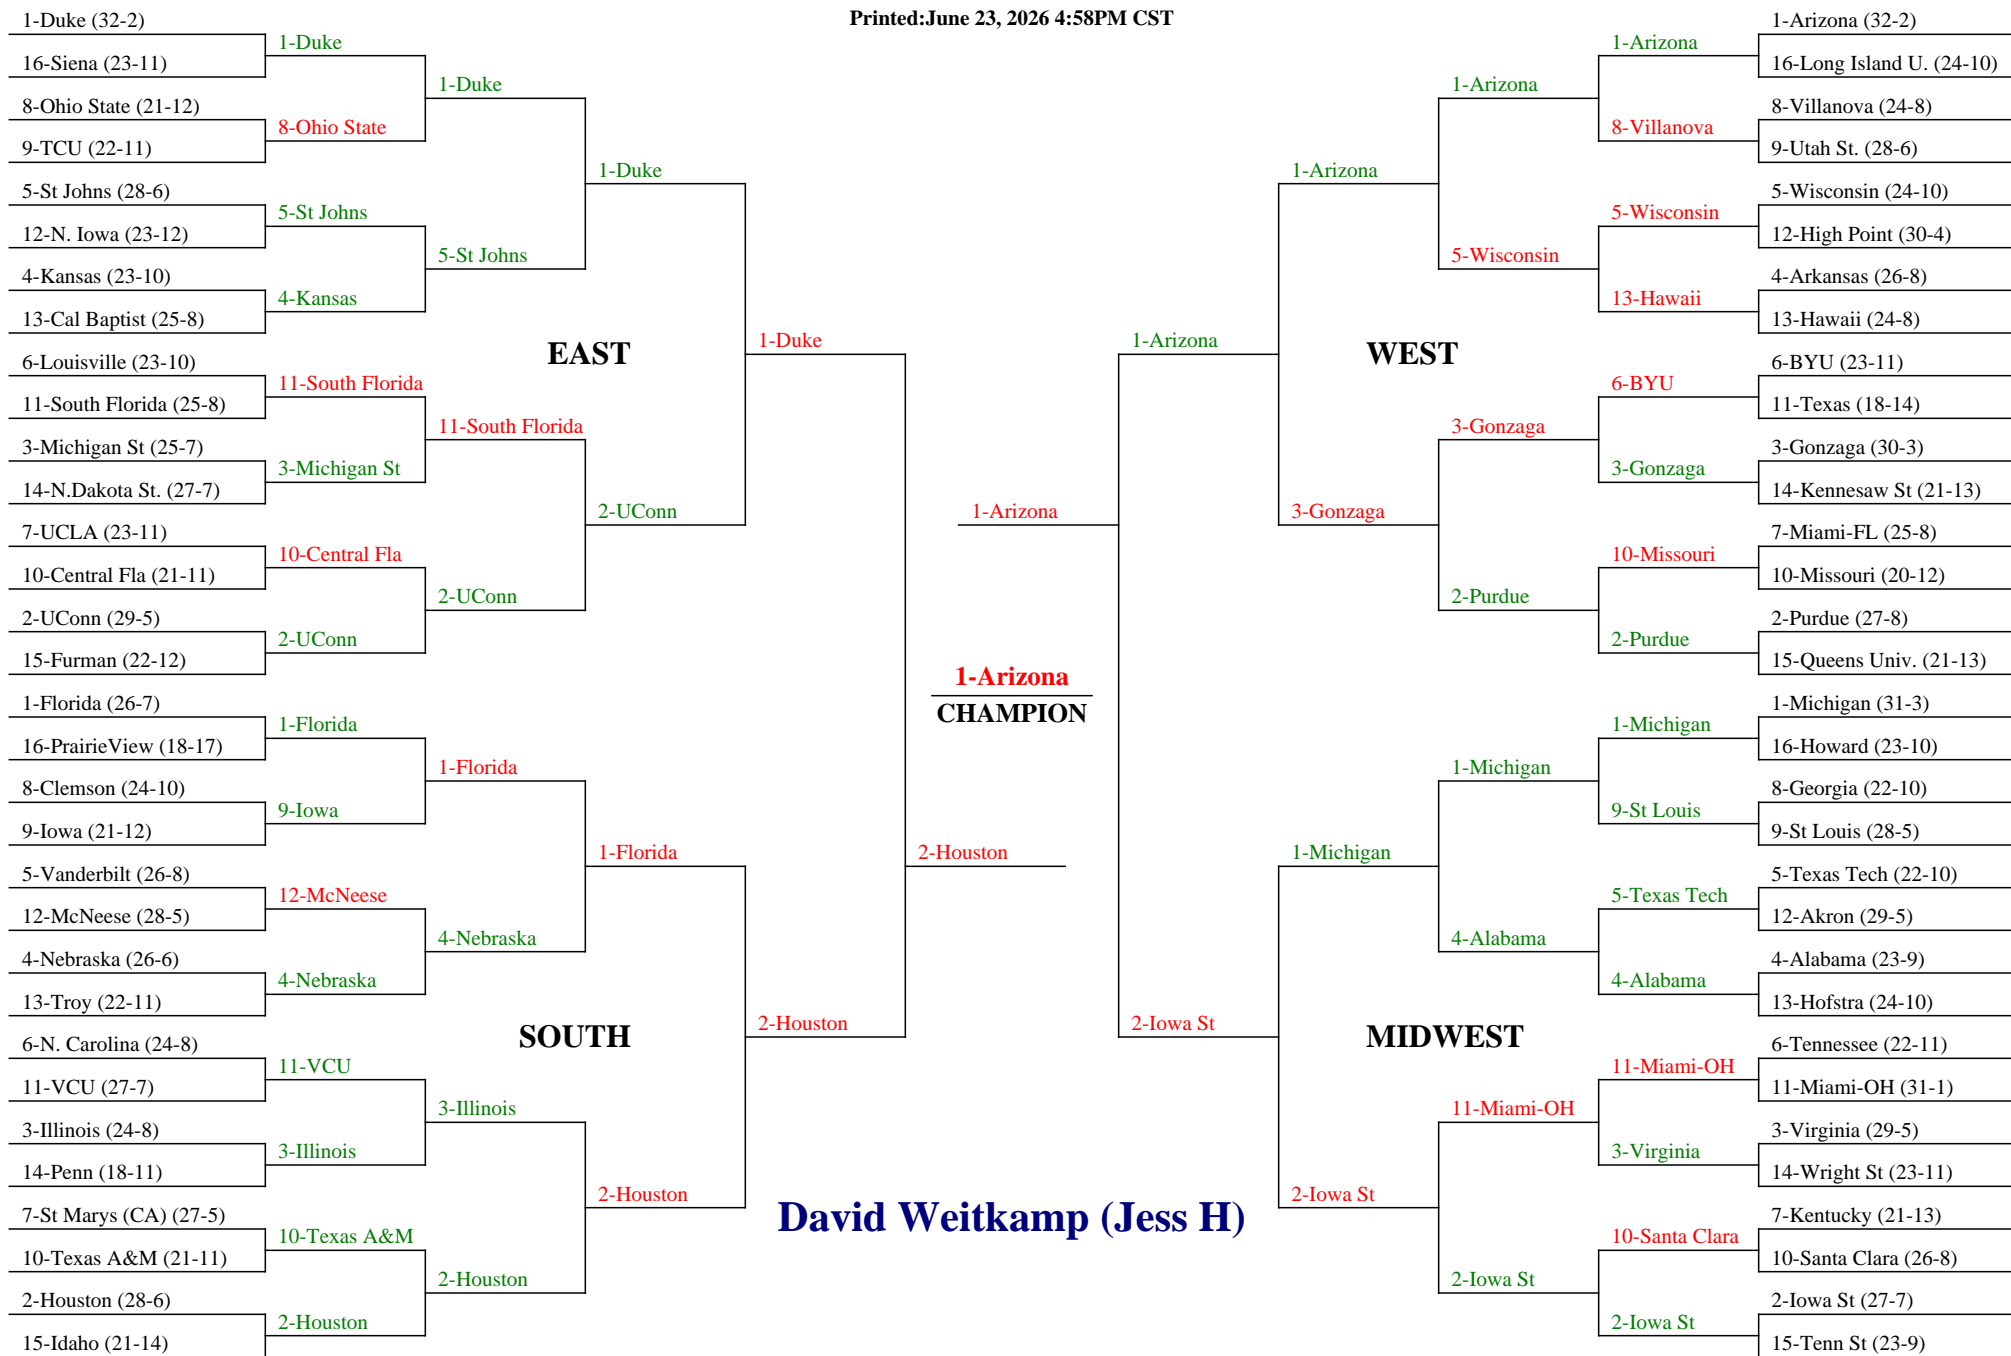 Printed:June 23, 2026 4:58PM CST
1-Duke (32-2)
16-Siena (23-11)
8-Ohio State (21-12)
9-TCU (22-11)
5-St Johns (28-6)
12-N. Iowa (23-12)
4-Kansas (23-10)
13-Cal Baptist (25-8)
6-Louisville (23-10)
11-South Florida (25-8)
3-Michigan St (25-7)
14-N.Dakota St. (27-7)
7-UCLA (23-11)
10-Central Fla (21-11)
2-UConn (29-5)
15-Furman (22-12)
1-Florida (26-7)
16-PrairieView (18-17)
8-Clemson (24-10)
9-Iowa (21-12)
5-Vanderbilt (26-8)
12-McNeese (28-5)
4-Nebraska (26-6)
13-Troy (22-11)
6-N. Carolina (24-8)
11-VCU (27-7)
3-Illinois (24-8)
14-Penn (18-11)
7-St Marys (CA) (27-5)
10-Texas A&M (21-11)
2-Houston (28-6)
15-Idaho (21-14)
1-Duke
8-Ohio State
5-St Johns
4-Kansas
11-South Florida
3-Michigan St
10-Central Fla
2-UConn
1-Florida
9-Iowa
12-McNeese
4-Nebraska
11-VCU
3-Illinois
10-Texas A&M
2-Houston
1-Duke
5-St Johns
11-South Florida
2-UConn
1-Florida
4-Nebraska
3-Illinois
2-Houston
1-Duke
2-UConn
1-Florida
2-Houston
EAST
SOUTH
1-Duke
2-Houston
1-Arizona
2-Houston
1-Arizona
CHAMPION
David Weitkamp (Jess H)
1-Arizona
2-Iowa St
WEST
MIDWEST
1-Arizona
3-Gonzaga
1-Michigan
2-Iowa St
1-Arizona
5-Wisconsin
3-Gonzaga
2-Purdue
1-Michigan
4-Alabama
11-Miami-OH
2-Iowa St
1-Arizona
8-Villanova
5-Wisconsin
13-Hawaii
6-BYU
3-Gonzaga
10-Missouri
2-Purdue
1-Michigan
9-St Louis
5-Texas Tech
4-Alabama
11-Miami-OH
3-Virginia
10-Santa Clara
2-Iowa St
1-Arizona (32-2)
16-Long Island U. (24-10)
8-Villanova (24-8)
9-Utah St. (28-6)
5-Wisconsin (24-10)
12-High Point (30-4)
4-Arkansas (26-8)
13-Hawaii (24-8)
6-BYU (23-11)
11-Texas (18-14)
3-Gonzaga (30-3)
14-Kennesaw St (21-13)
7-Miami-FL (25-8)
10-Missouri (20-12)
2-Purdue (27-8)
15-Queens Univ. (21-13)
1-Michigan (31-3)
16-Howard (23-10)
8-Georgia (22-10)
9-St Louis (28-5)
5-Texas Tech (22-10)
12-Akron (29-5)
4-Alabama (23-9)
13-Hofstra (24-10)
6-Tennessee (22-11)
11-Miami-OH (31-1)
3-Virginia (29-5)
14-Wright St (23-11)
7-Kentucky (21-13)
10-Santa Clara (26-8)
2-Iowa St (27-7)
15-Tenn St (23-9)